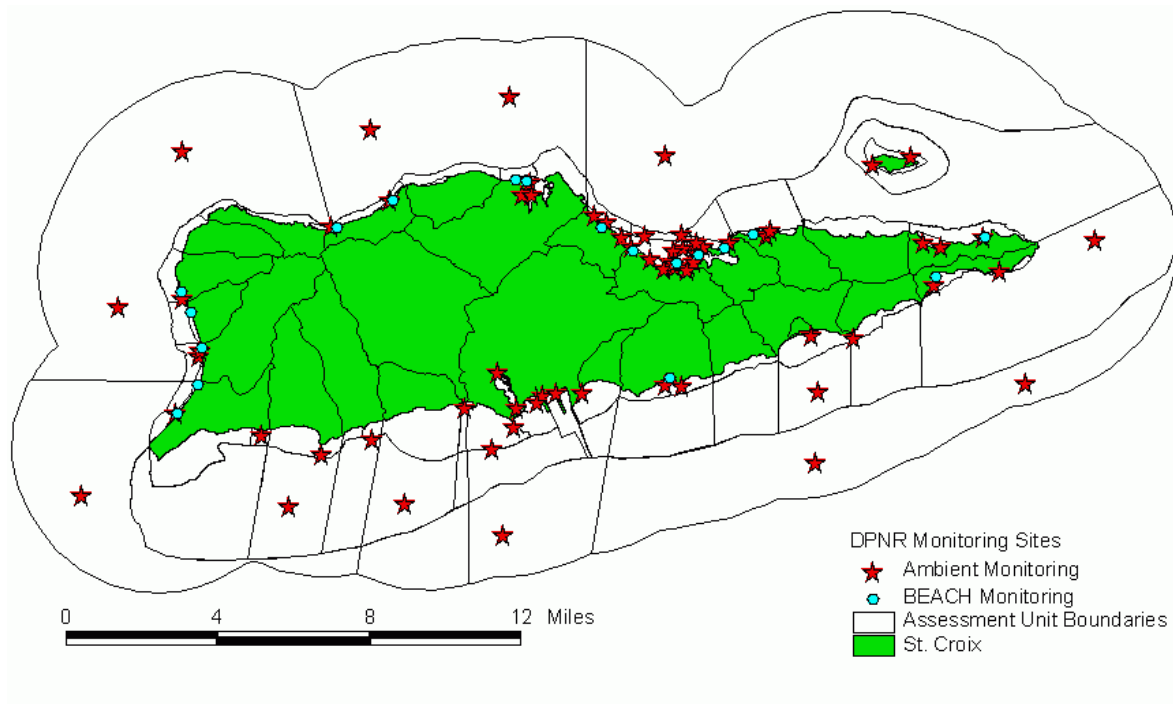 DPNR Monitoring Sites
Ambient Monitoring
BEACH Monitoring
Assessment Unit Boundaries
St. Croix
0 4 8 12 Miles